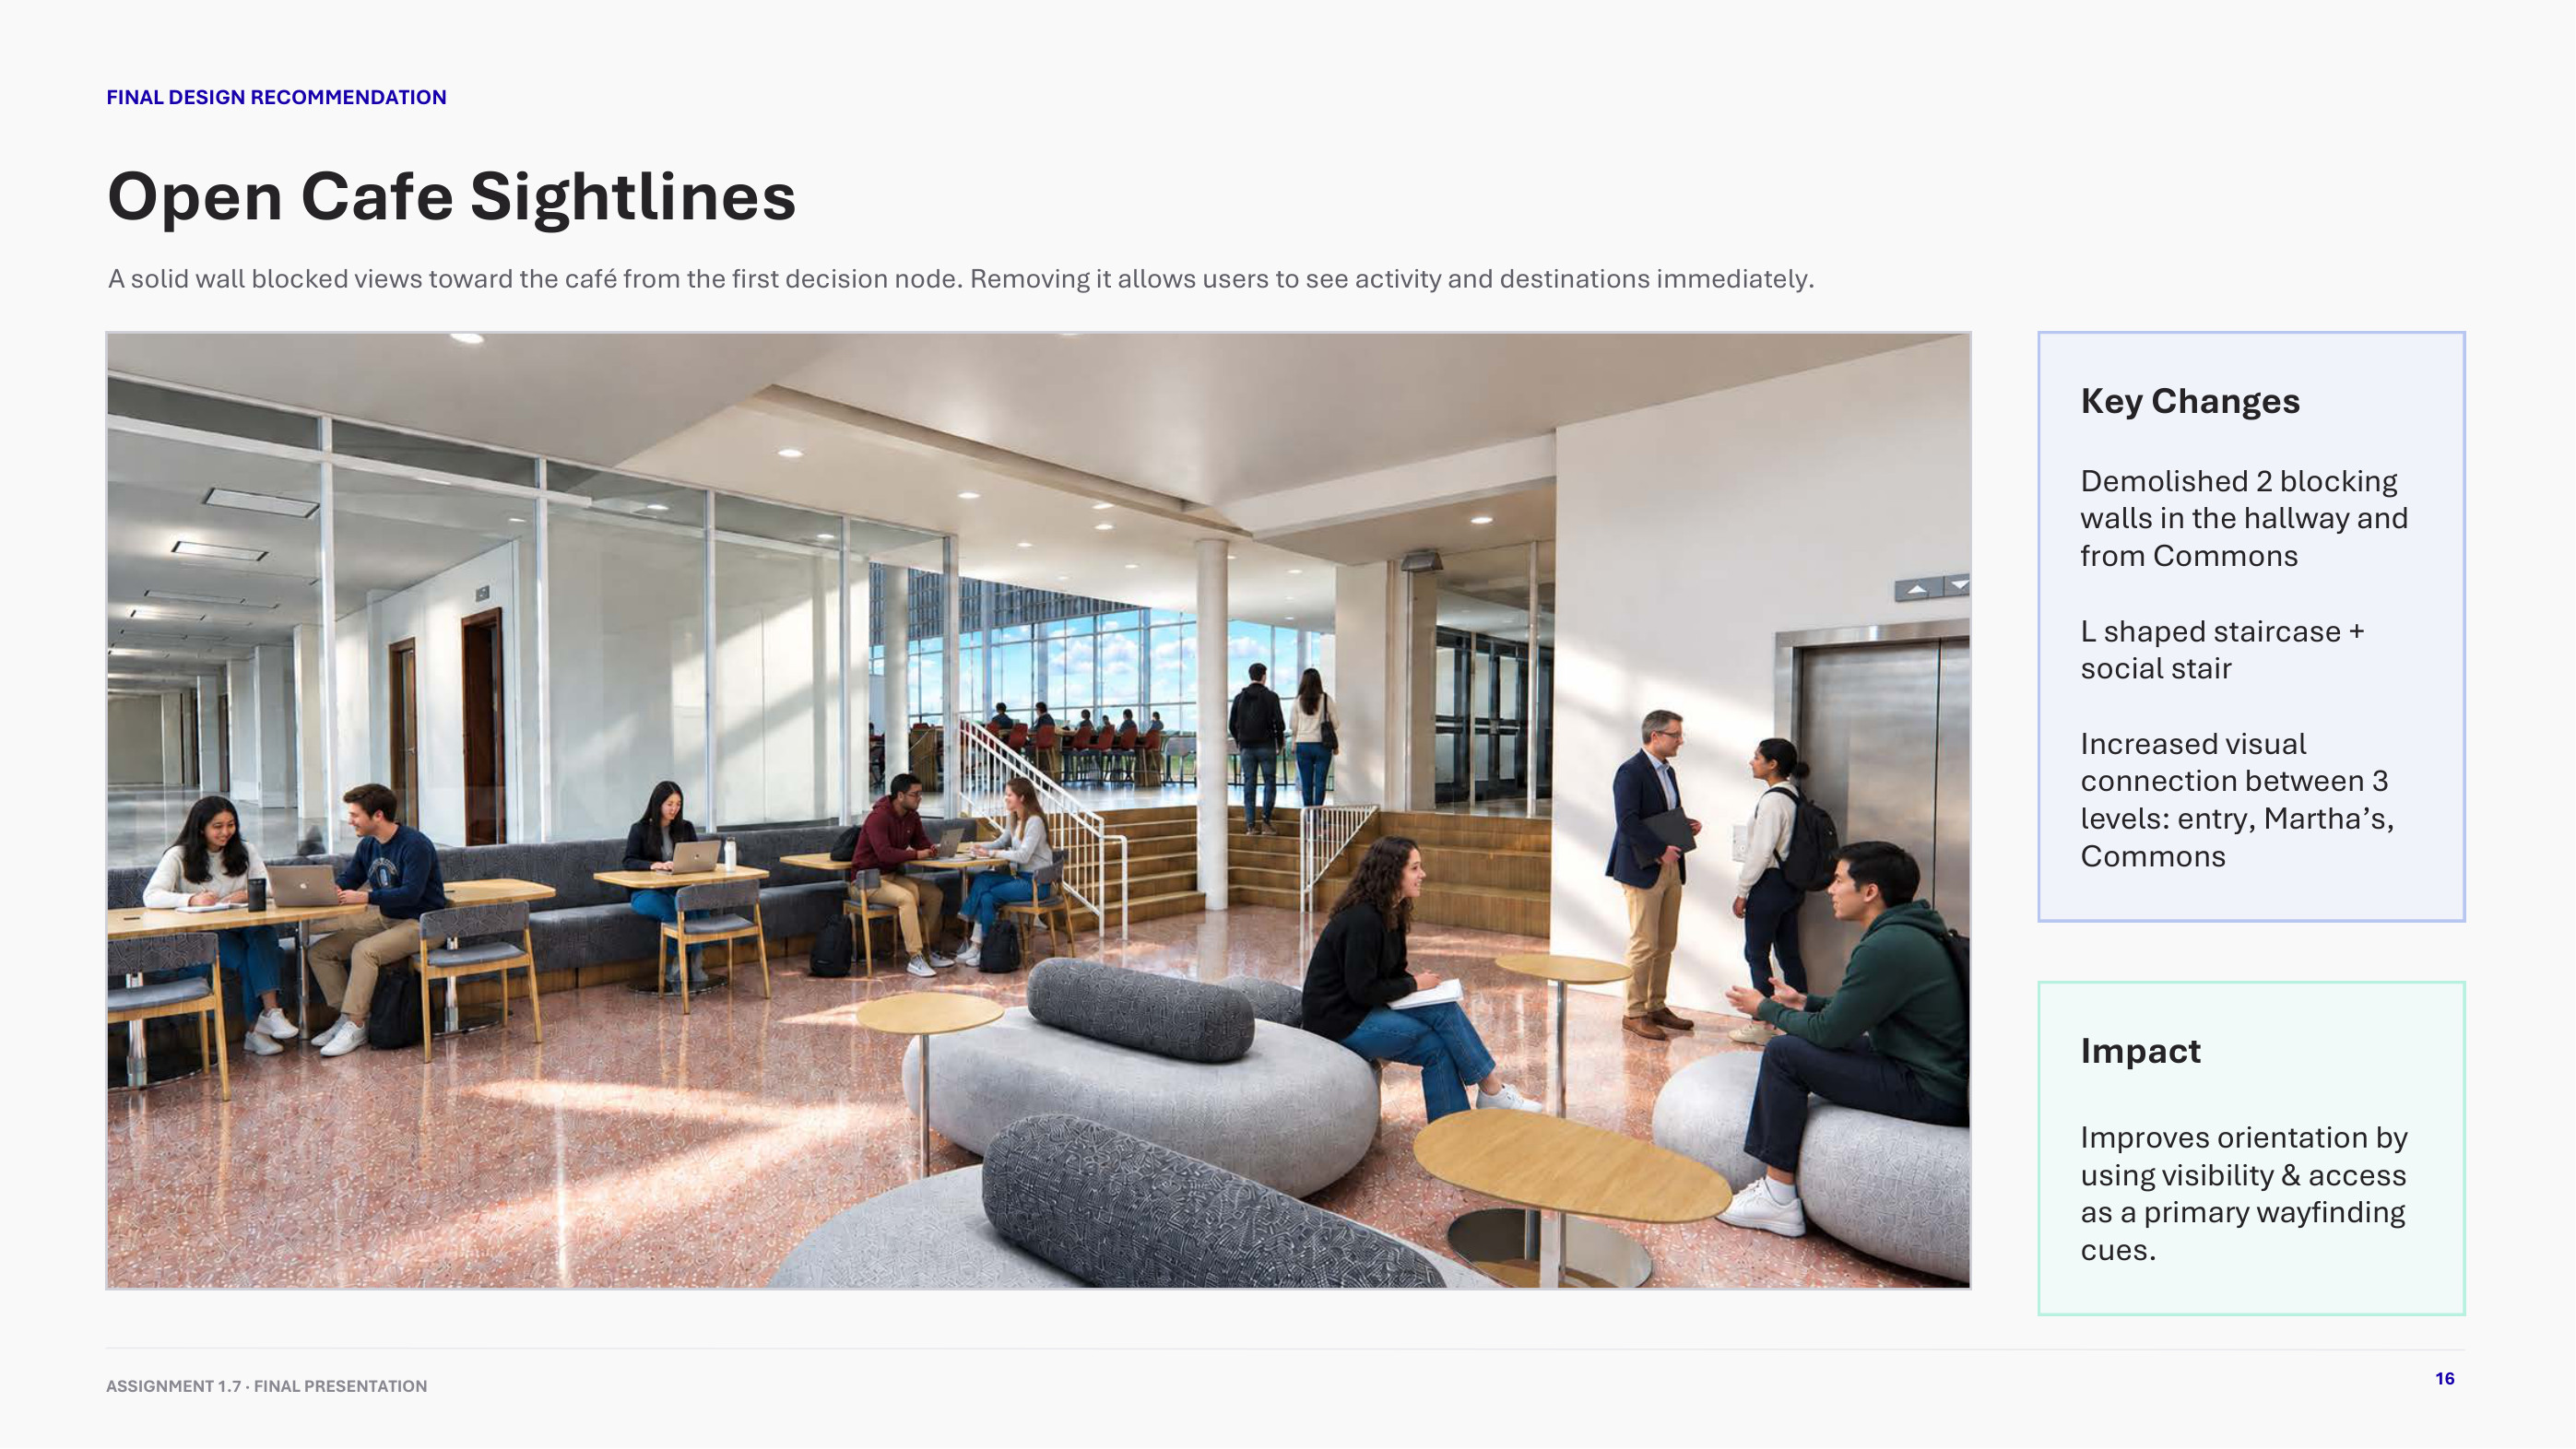 FINAL DESIGN RECOMMENDATION
Open Cafe Sightlines
A solid wall blocked views toward the café from the first decision node. Removing it allows users to see activity and destinations immediately.
Key Changes
Demolished 2 blocking
walls in the hallway and
from Commons
L shaped staircase +
social stair
Increased visual
connection between 3
levels: entry, Martha’s,
Commons
Impact
Improves orientation by
using visibility & access
as a primary wayfinding
cues.
ASSIGNMENT 1.7 · FINAL PRESENTATION
16